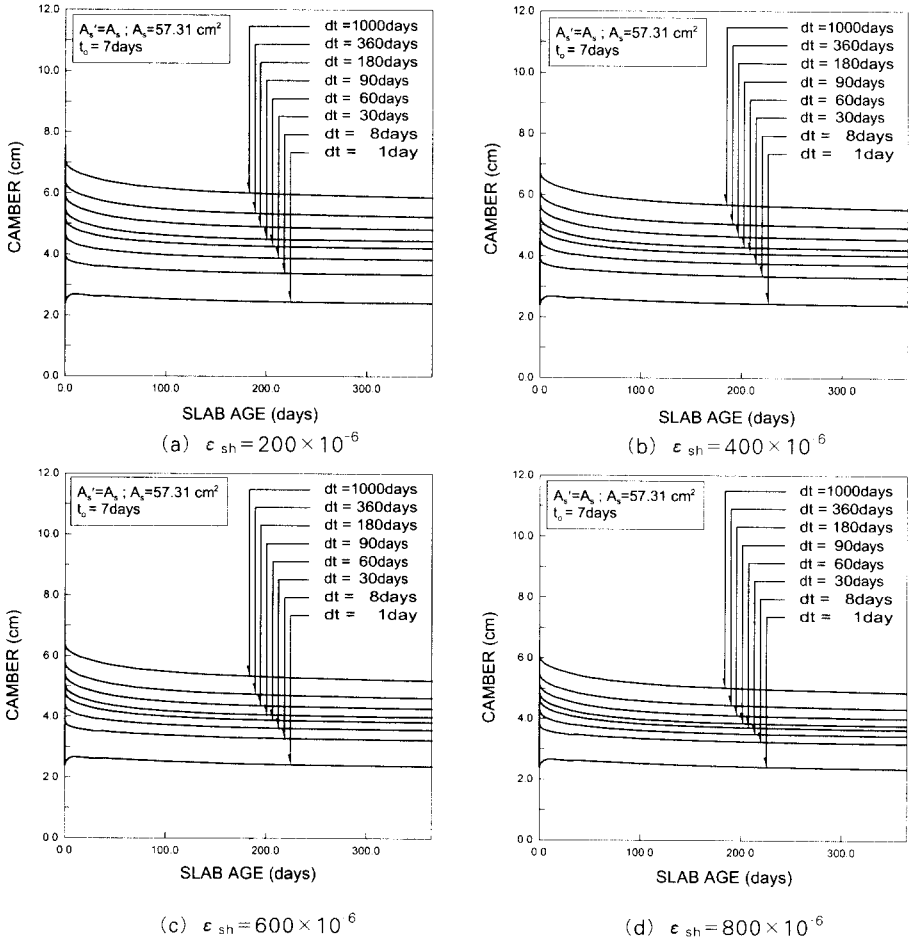 A_s'=A_s ; A_s=57.31 cm²
t_o = 7days
dt =1000days
dt = 360days
dt = 180days
dt = 90days
dt = 60days
dt = 30days
dt = 8days
dt = 1day
CAMBER (cm)
12.0
10.0
8.0
6.0
4.0
2.0
0.0
0.0 100.0 200.0 300.0
SLAB AGE (days)
(a) ε sh=200×10⁻⁶
A_s'=A_s ; A_s=57.31 cm²
t_o = 7days
dt =1000days
dt = 360days
dt = 180days
dt = 90days
dt = 60days
dt = 30days
dt = 8days
dt = 1day
CAMBER (cm)
12.0
10.0
8.0
6.0
4.0
2.0
0.0
0.0 100.0 200.0 300.0
SLAB AGE (days)
(b) ε sh=400×10⁻⁶
A_s'=A_s ; A_s=57.31 cm²
t_o = 7days
dt =1000days
dt = 360days
dt = 180days
dt = 90days
dt = 60days
dt = 30days
dt = 8days
dt = 1day
CAMBER (cm)
12.0
10.0
8.0
6.0
4.0
2.0
0.0
0.0 100.0 200.0 300.0
SLAB AGE (days)
(c) ε sh=600×10⁻⁶
A_s'=A_s ; A_s=57.31 cm²
t_o = 7days
dt =1000days
dt = 360days
dt = 180days
dt = 90days
dt = 60days
dt = 30days
dt = 8days
dt = 1day
CAMBER (cm)
12.0
10.0
8.0
6.0
4.0
2.0
0.0
0.0 100.0 200.0 300.0
SLAB AGE (days)
(d) ε sh=800×10⁻⁶